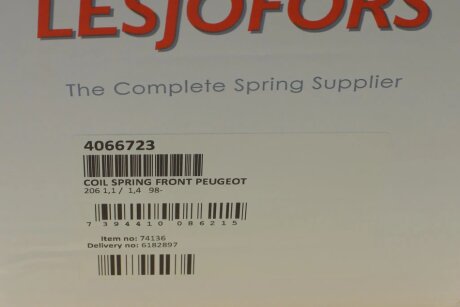 LESJÖFORS
The Complete Spring Supplier
4066723
COIL SPRING FRONT PEUGEOT
206 1,1 / 1,4 98-
7 394410 086215
Item no: 74136
Delivery no: 6182897